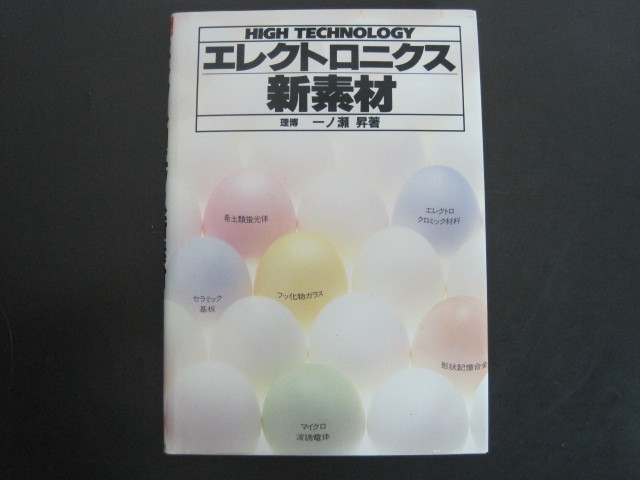 HIGH TECHNOLOGY
エレクトロニクス
新素材
理博 一ノ瀬 昇著
希土類蛍光体
エレクトロ
クロミック材料
セラミック
基板
フッ化物ガラス
形状記憶合金
マイクロ
波誘電体